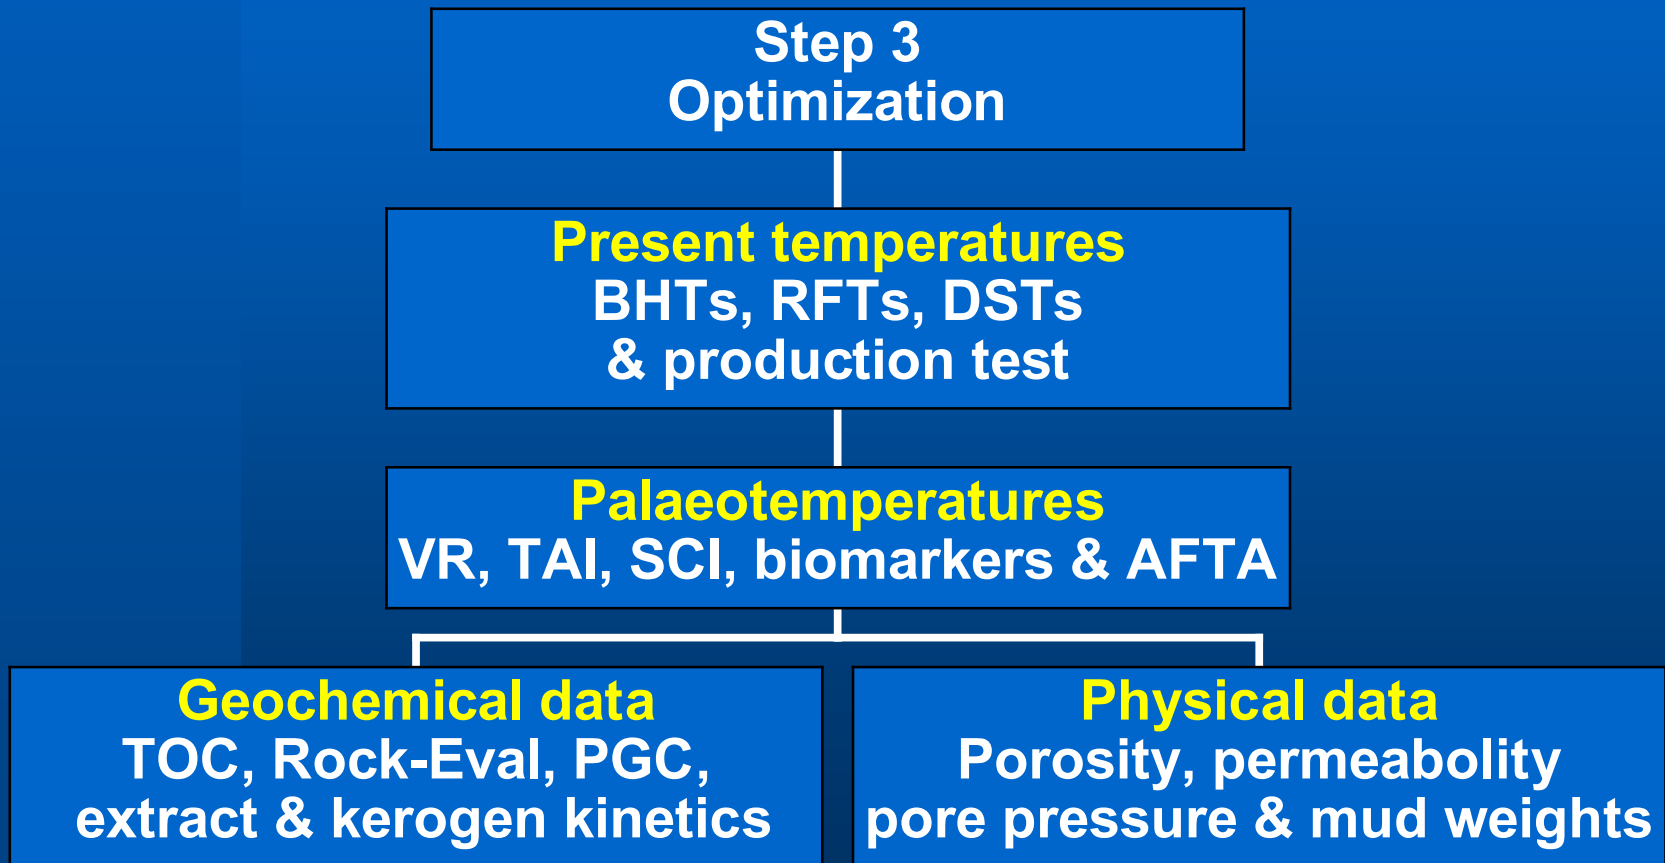 Step 3
Optimization
Present temperatures
BHTs, RFTs, DSTs
& production test
Palaeotemperatures
VR, TAI, SCI, biomarkers & AFTA
Geochemical data
TOC, Rock-Eval, PGC,
extract & kerogen kinetics
Physical data
Porosity, permeabolity
pore pressure & mud weights